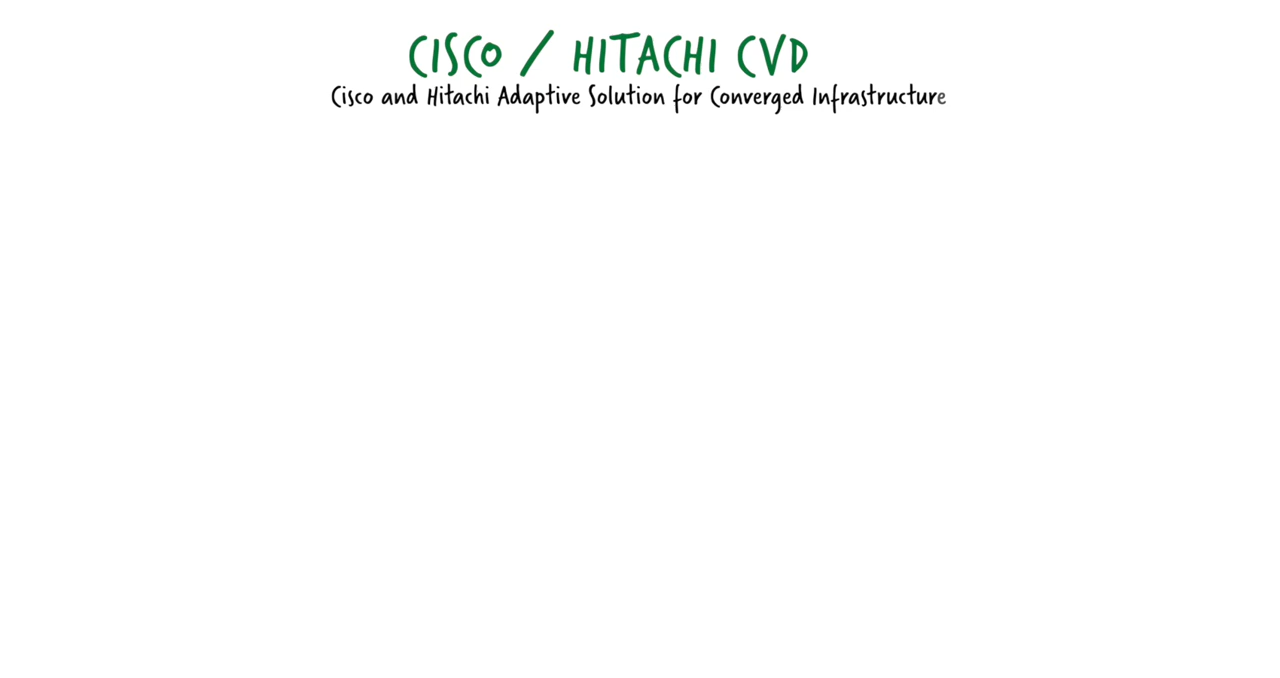 CISCO / HITACHI CVD
Cisco and Hitachi Adaptive Solution for Converged Infrastructure